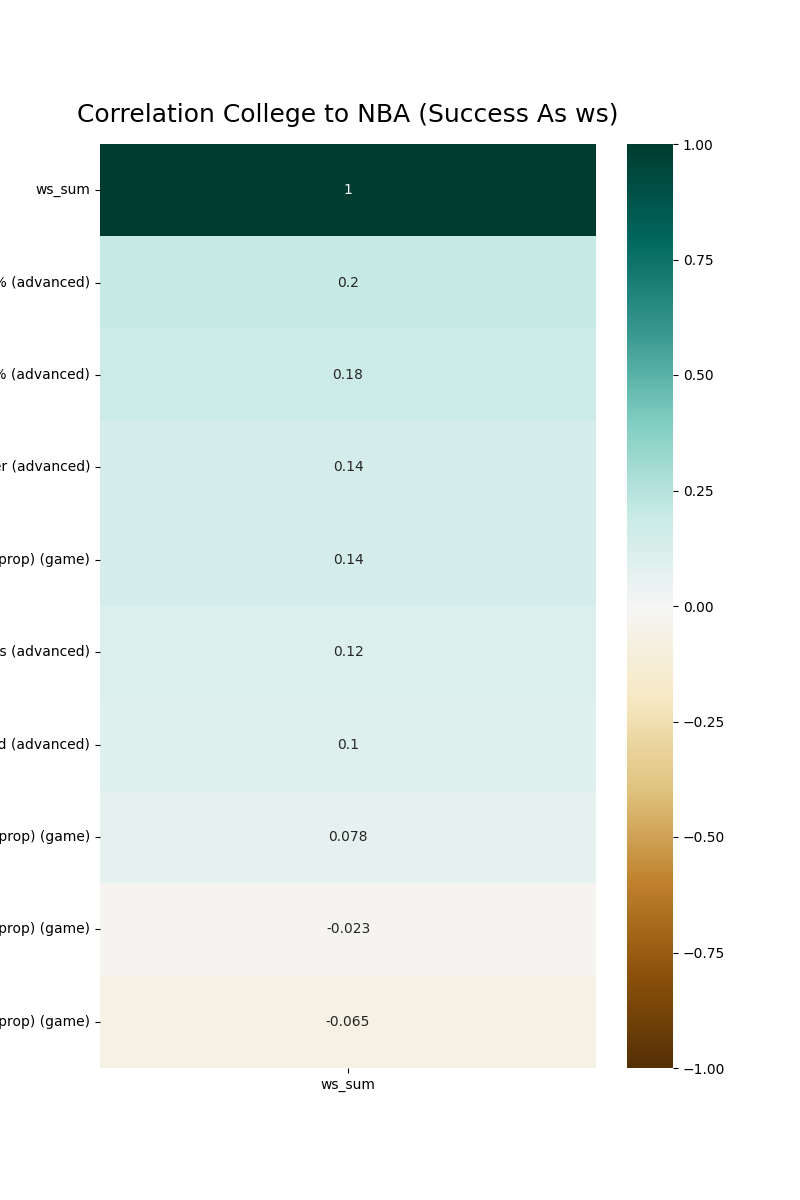 Correlation College to NBA (Success As ws)
ws_sum
1
1.00
0.75
% (advanced)
0.2
% (advanced)
0.18
0.50
r (advanced)
0.14
0.25
prop) (game)
0.14
0.00
s (advanced)
0.12
−0.25
d (advanced)
0.1
prop) (game)
0.078
−0.50
prop) (game)
-0.023
−0.75
prop) (game)
-0.065
−1.00
ws_sum